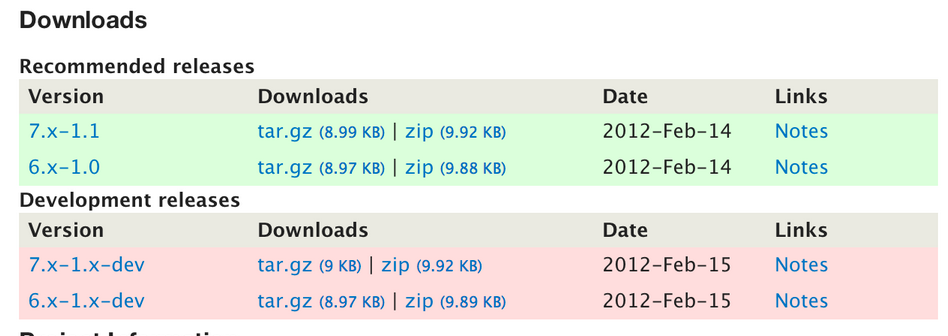 Downloads
Recommended releases
Version Downloads Date Links
7.x-1.1 tar.gz (8.99 KB) | zip (9.92 KB) 2012-Feb-14 Notes
6.x-1.0 tar.gz (8.97 KB) | zip (9.88 KB) 2012-Feb-14 Notes
Development releases
Version Downloads Date Links
7.x-1.x-dev tar.gz (9 KB) | zip (9.92 KB) 2012-Feb-15 Notes
6.x-1.x-dev tar.gz (8.97 KB) | zip (9.89 KB) 2012-Feb-15 Notes